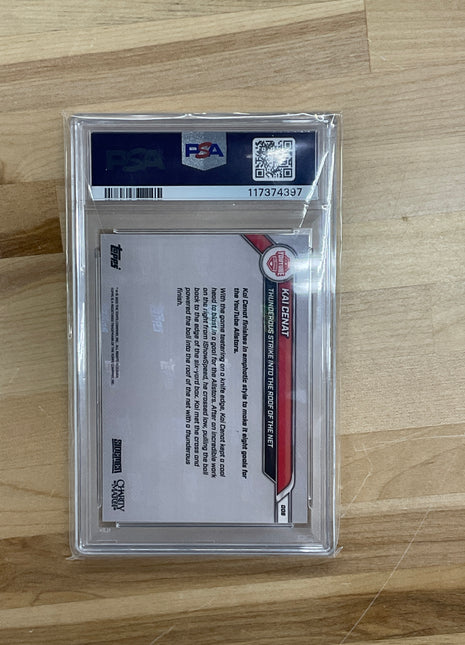 PSA
PSA
117374397
KAI CENAT
THUNDEROUS STRIKE INTO THE ROOF OF THE NET
Kai Cenat finishes in emphatic style to make it eight goals for
the YouTube Allstars.
With the game teetering on a knife edge, Kai Cenat kept a cool
head to blast in a goal for the Allstars. After an incredible work
on the right from IShowSpeed, he crossed low, pulling the ball
back to the edge of the six-yard box. Kai met the cross and
powered the ball into the roof of the net with a thunderous
finish.
topps
SIDEMEN
CHARITY
MATCH